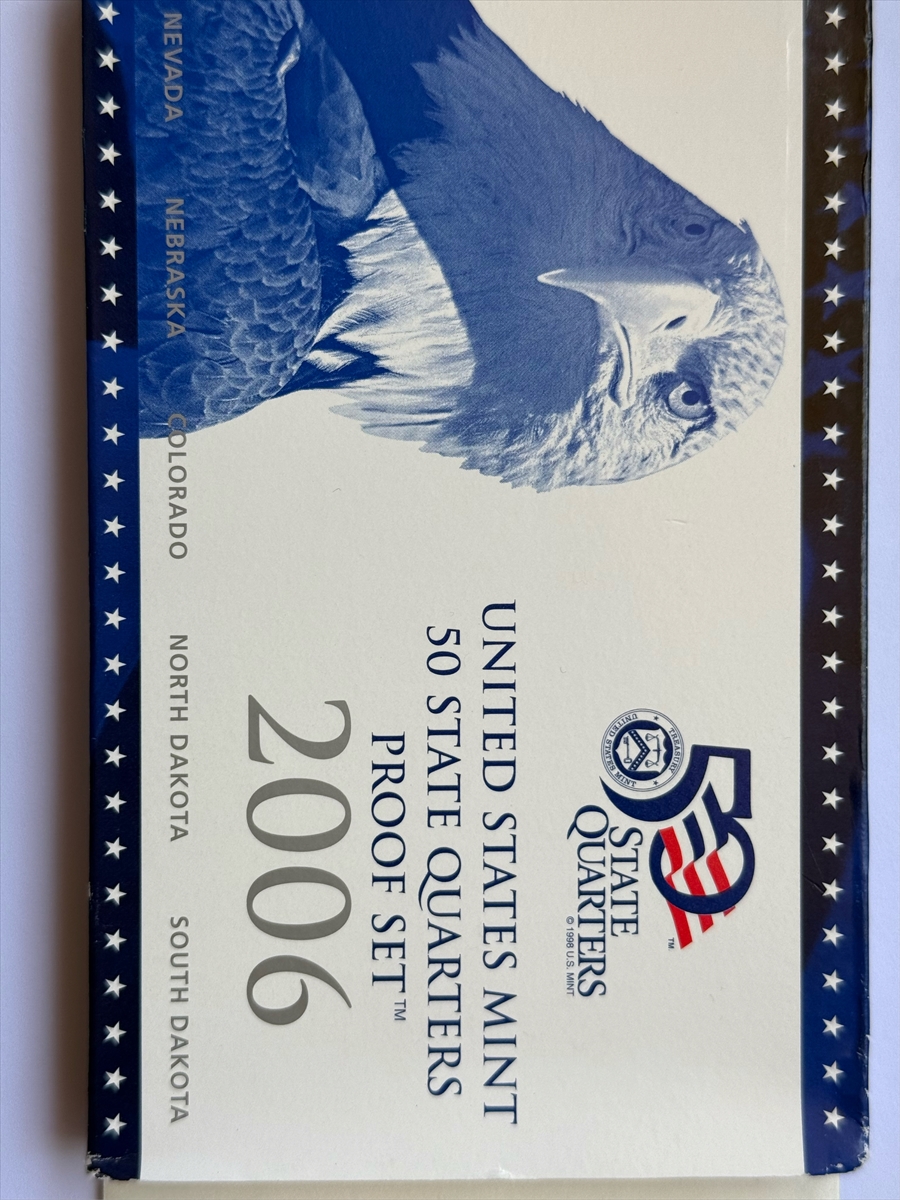 50
STATE
QUARTERS
TM
© 1998 U.S. MINT
TREASURY
UNITED STATES MINT
UNITED STATES MINT
50 STATE QUARTERS
PROOF SET™
2006
NEVADA NEBRASKA COLORADO NORTH DAKOTA SOUTH DAKOTA